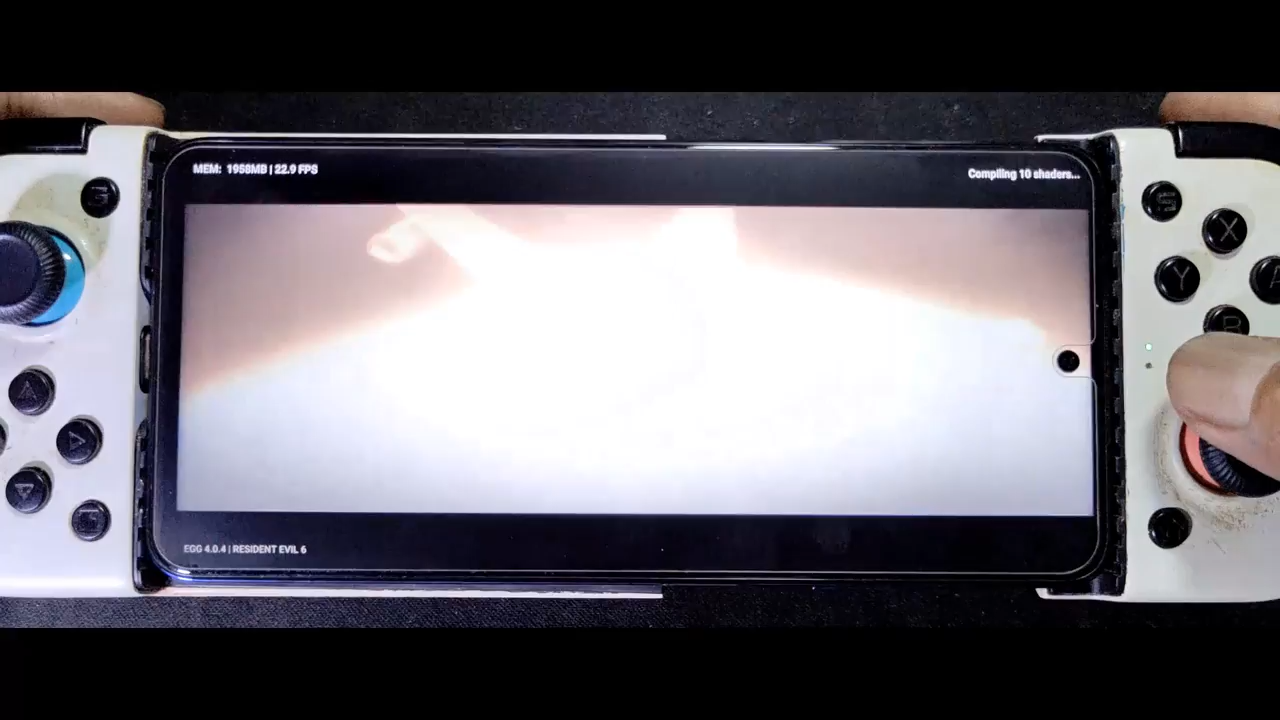 MEM: 1958MB | 22.9 FPS
Compiling 10 shaders...
EGG 4.0.4 | RESIDENT EVIL 6
S
X
Y
A
B